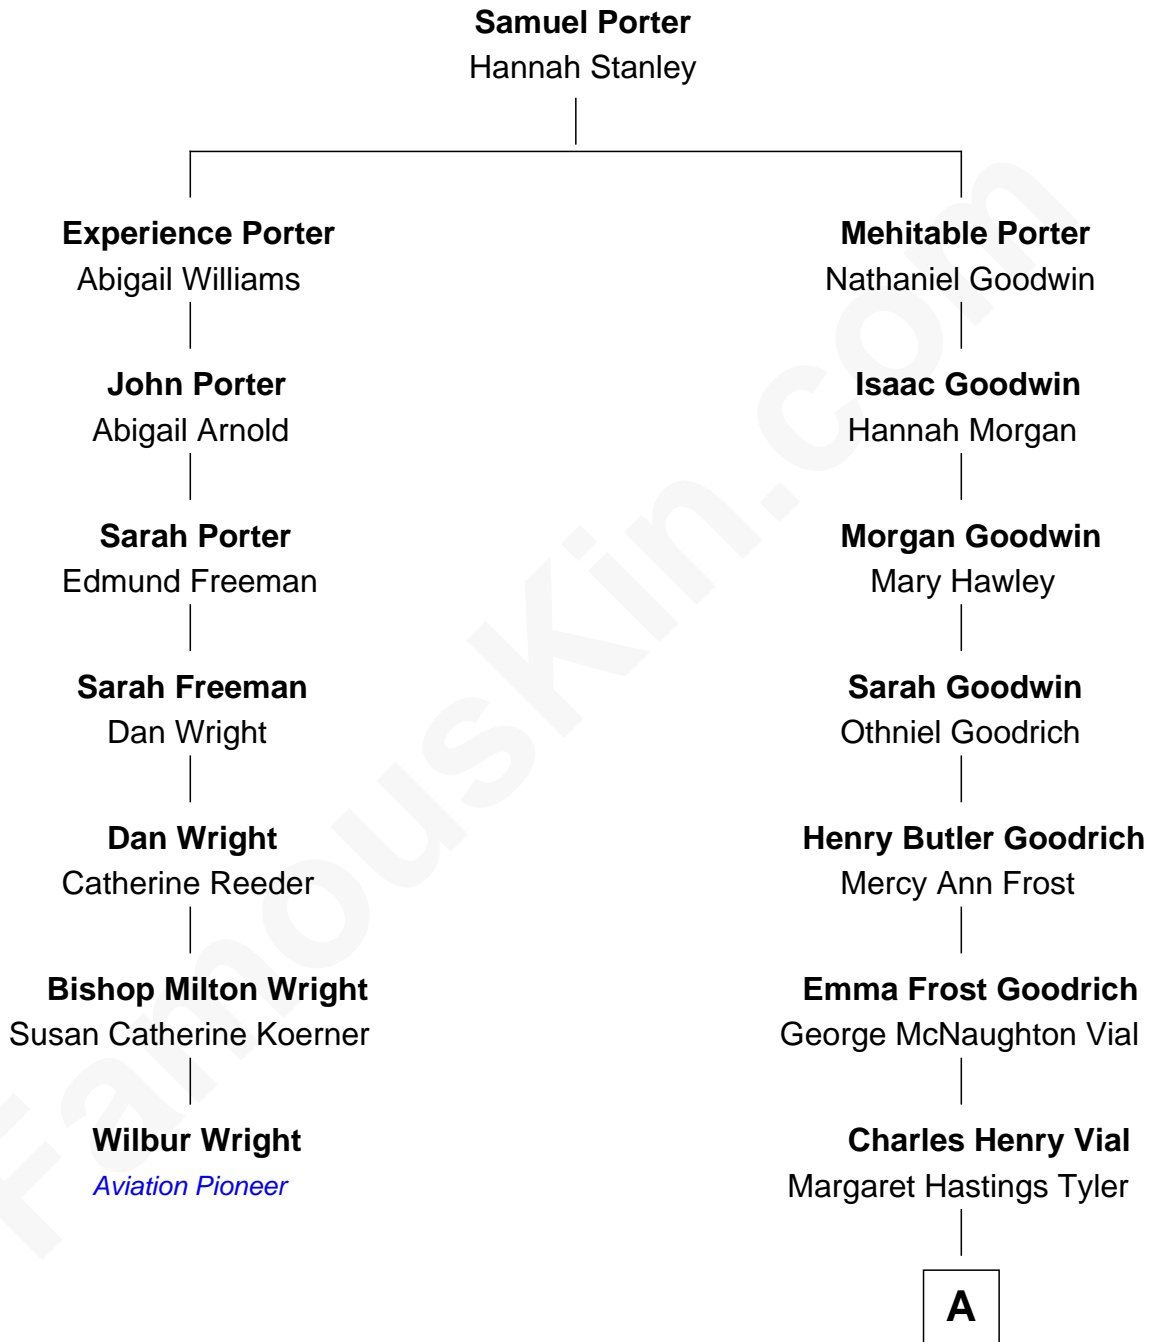 Samuel Porter
Hannah Stanley
Experience Porter
Abigail Williams
Mehitable Porter
Nathaniel Goodwin
John Porter
Abigail Arnold
Isaac Goodwin
Hannah Morgan
Sarah Porter
Edmund Freeman
Morgan Goodwin
Mary Hawley
Sarah Freeman
Dan Wright
Sarah Goodwin
Othniel Goodrich
Dan Wright
Catherine Reeder
Henry Butler Goodrich
Mercy Ann Frost
Bishop Milton Wright
Susan Catherine Koerner
Emma Frost Goodrich
George McNaughton Vial
Wilbur Wright
Aviation Pioneer
Charles Henry Vial
Margaret Hastings Tyler
A
FamousKin.com